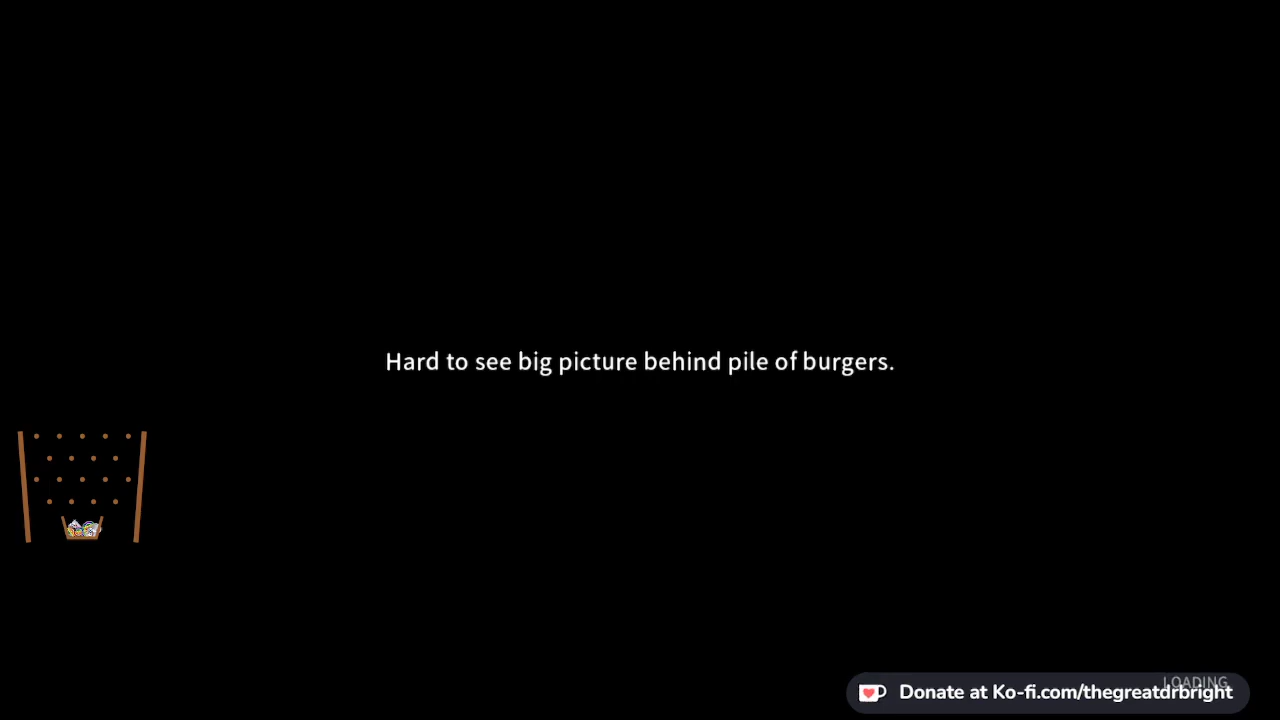 Hard to see big picture behind pile of burgers.
LOADING
Donate at Ko-fi.com/thegreatdrbright